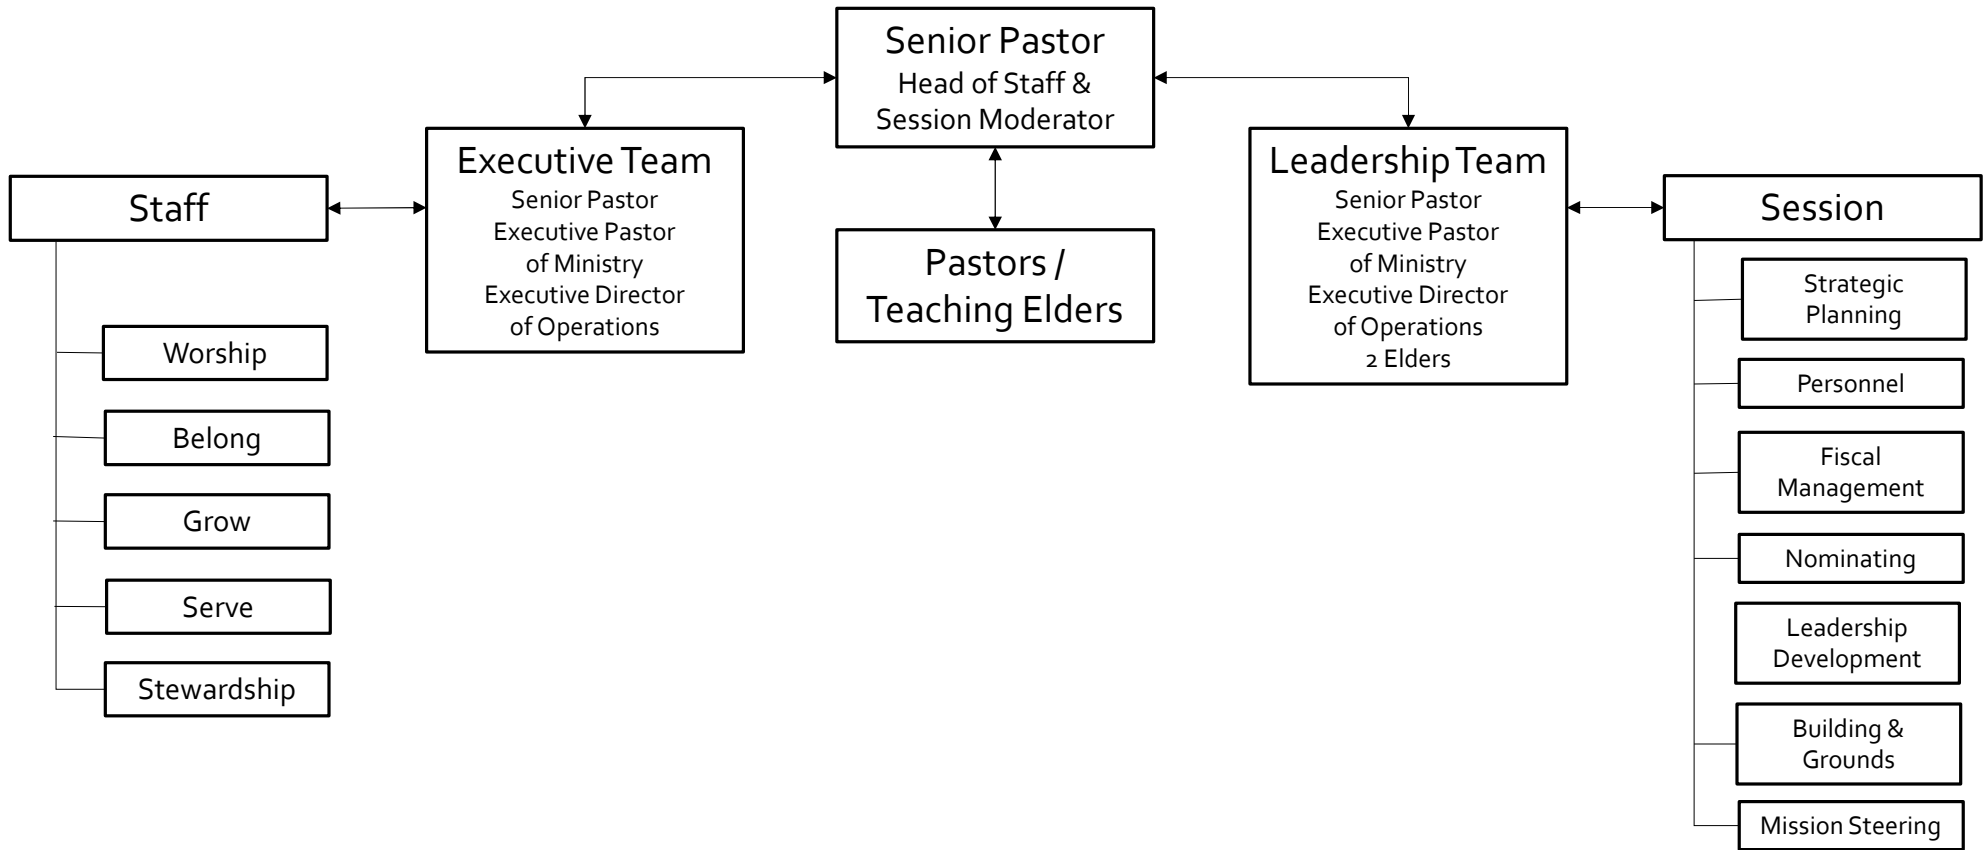 Senior Pastor
Head of Staff &
Session Moderator
Executive Team
Senior Pastor
Executive Pastor
of Ministry
Executive Director
of Operations
Leadership Team
Senior Pastor
Executive Pastor
of Ministry
Executive Director
of Operations
2 Elders
Staff
Worship
Belong
Grow
Serve
Stewardship
Pastors /
Teaching Elders
Session
Strategic
Planning
Personnel
Fiscal
Management
Nominating
Leadership
Development
Building &
Grounds
Mission Steering